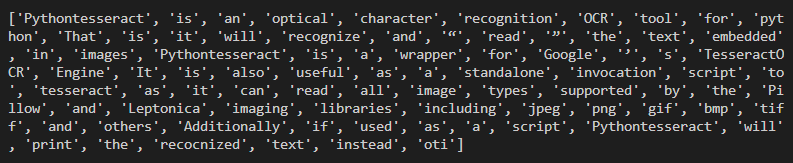 ['Pythontesseract', 'is', 'an', 'optical', 'character', 'recognition', 'OCR', 'tool', 'for', 'pyt
hon', 'That', 'is', 'it', 'will', 'recognize', 'and', '“', 'read', '”', 'the', 'text', 'embedded'
, 'in', 'images', 'Pythontesseract', 'is', 'a', 'wrapper', 'for', 'Google', '’', 's', 'TesseractO
CR', 'Engine', 'It', 'is', 'also', 'useful', 'as', 'a', 'standalone', 'invocation', 'script', 'to
', 'tesseract', 'as', 'it', 'can', 'read', 'all', 'image', 'types', 'supported', 'by', 'the', 'Pi
llow', 'and', 'Leptonica', 'imaging', 'libraries', 'including', 'jpeg', 'png', 'gif', 'bmp', 'tif
f', 'and', 'others', 'Additionally', 'if', 'used', 'as', 'a', 'script', 'Pythontesseract', 'will'
, 'print', 'the', 'recocnized', 'text', 'instead', 'oti']